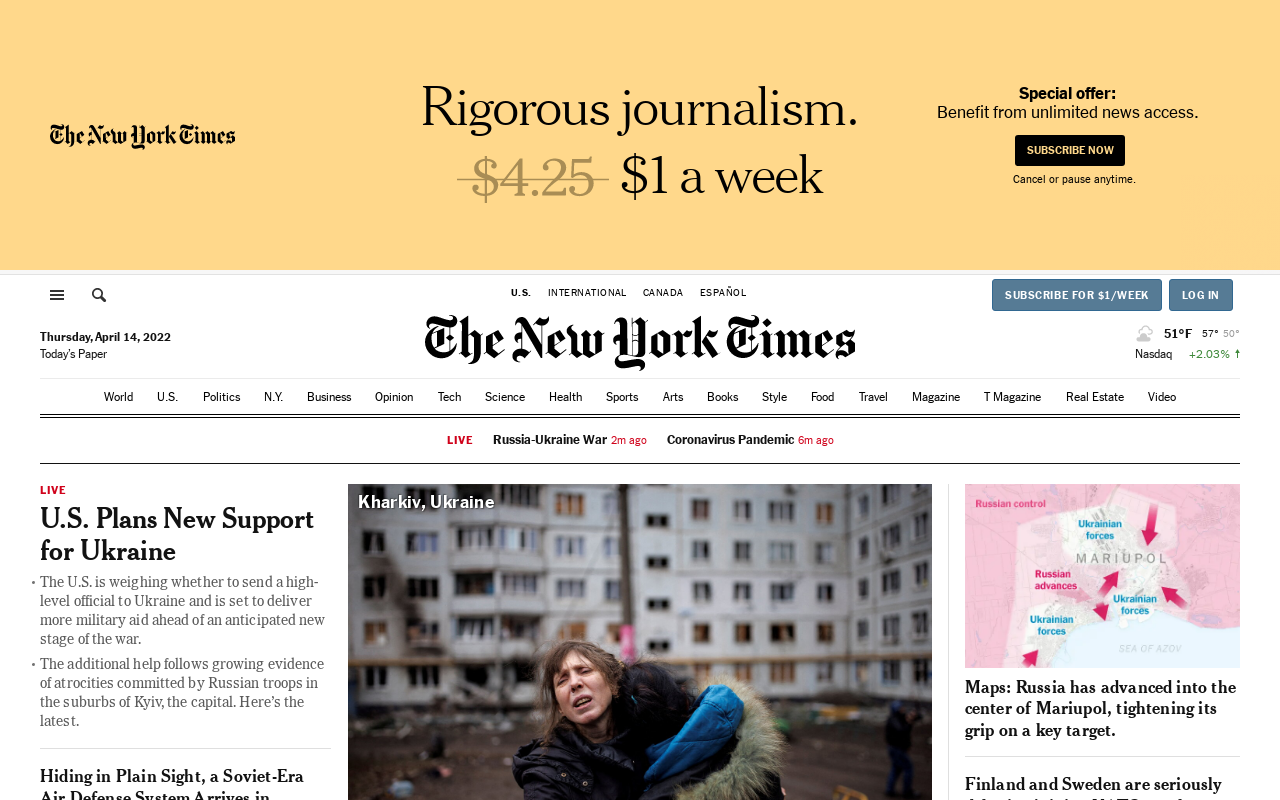 The New York Times
Rigorous journalism.
$4.25 $1 a week
Special offer:
Benefit from unlimited news access.
SUBSCRIBE NOW
Cancel or pause anytime.
U.S. INTERNATIONAL CANADA ESPAÑOL
SUBSCRIBE FOR $1/WEEK LOG IN
Thursday, April 14, 2022
Today's Paper
The New York Times
51°F 57° 50°
Nasdaq +2.03% ↑
World U.S. Politics N.Y. Business Opinion Tech Science Health Sports Arts Books Style Food Travel Magazine T Magazine Real Estate Video
LIVE Russia-Ukraine War 2m ago Coronavirus Pandemic 6m ago
LIVE
U.S. Plans New Support
for Ukraine
• The U.S. is weighing whether to send a high-
level official to Ukraine and is set to deliver
more military aid ahead of an anticipated new
stage of the war.
• The additional help follows growing evidence
of atrocities committed by Russian troops in
the suburbs of Kyiv, the capital. Here's the
latest.
Hiding in Plain Sight, a Soviet-Era
Air Defense System Arrives in
Kharkiv, Ukraine
Russian control
Ukrainian
forces
MARIUPOL
Russian
advances
Ukrainian
forces
Ukrainian
forces
SEA OF AZOV
Maps: Russia has advanced into the
center of Mariupol, tightening its
grip on a key target.
Finland and Sweden are seriously